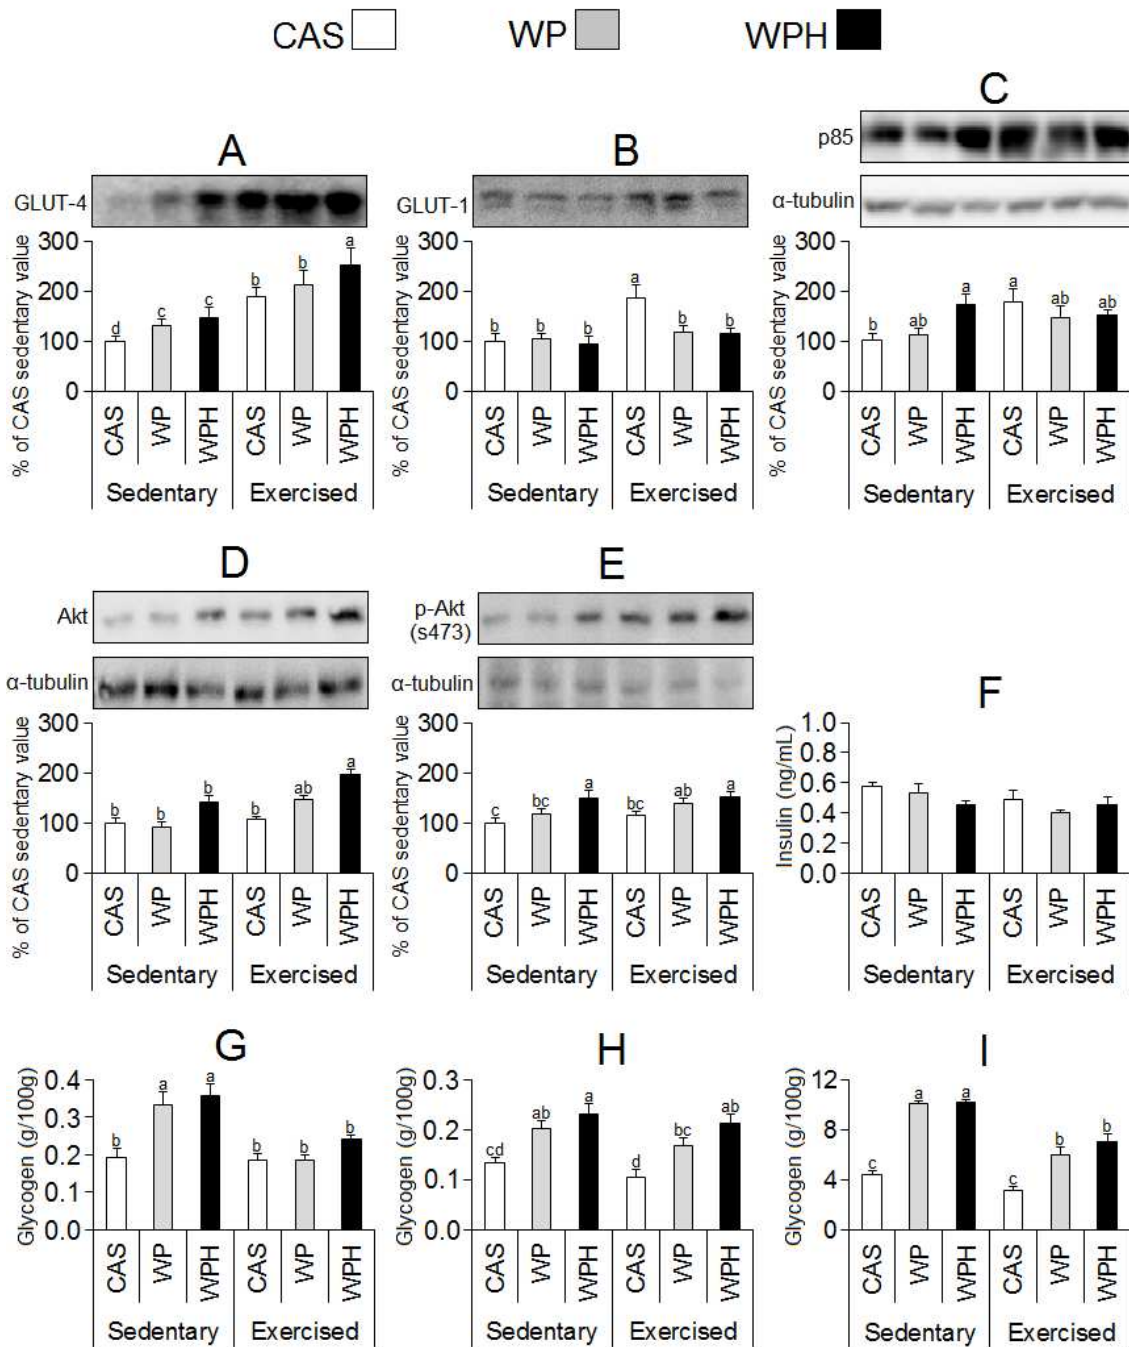 CAS WP WPH
A
GLUT-4
% of CAS sedentary value
300
200
100
0
d c c b b a
CAS WP WPH CAS WP WPH
Sedentary Exercised
B
GLUT-1
% of CAS sedentary value
300
200
100
0
b b b a b b
CAS WP WPH CAS WP WPH
Sedentary Exercised
C
p85
α-tubulin
% of CAS sedentary value
300
200
100
0
b ab a a ab ab
CAS WP WPH CAS WP WPH
Sedentary Exercised
D
Akt
α-tubulin
% of CAS sedentary value
300
200
100
0
b b b b ab a
CAS WP WPH CAS WP WPH
Sedentary Exercised
E
p-Akt
(s473)
α-tubulin
% of CAS sedentary value
300
200
100
0
c bc a bc ab a
CAS WP WPH CAS WP WPH
Sedentary Exercised
F
Insulin (ng/mL)
1.0
0.8
0.6
0.4
0.2
0.0
CAS WP WPH CAS WP WPH
Sedentary Exercised
G
Glycogen (g/100g)
0.4
0.3
0.2
0.1
0.0
b a a b b b
CAS WP WPH CAS WP WPH
Sedentary Exercised
H
Glycogen (g/100g)
0.3
0.2
0.1
0.0
cd ab a d bc ab
CAS WP WPH CAS WP WPH
Sedentary Exercised
I
Glycogen (g/100g)
12
8
4
0
c a a c b b
CAS WP WPH CAS WP WPH
Sedentary Exercised